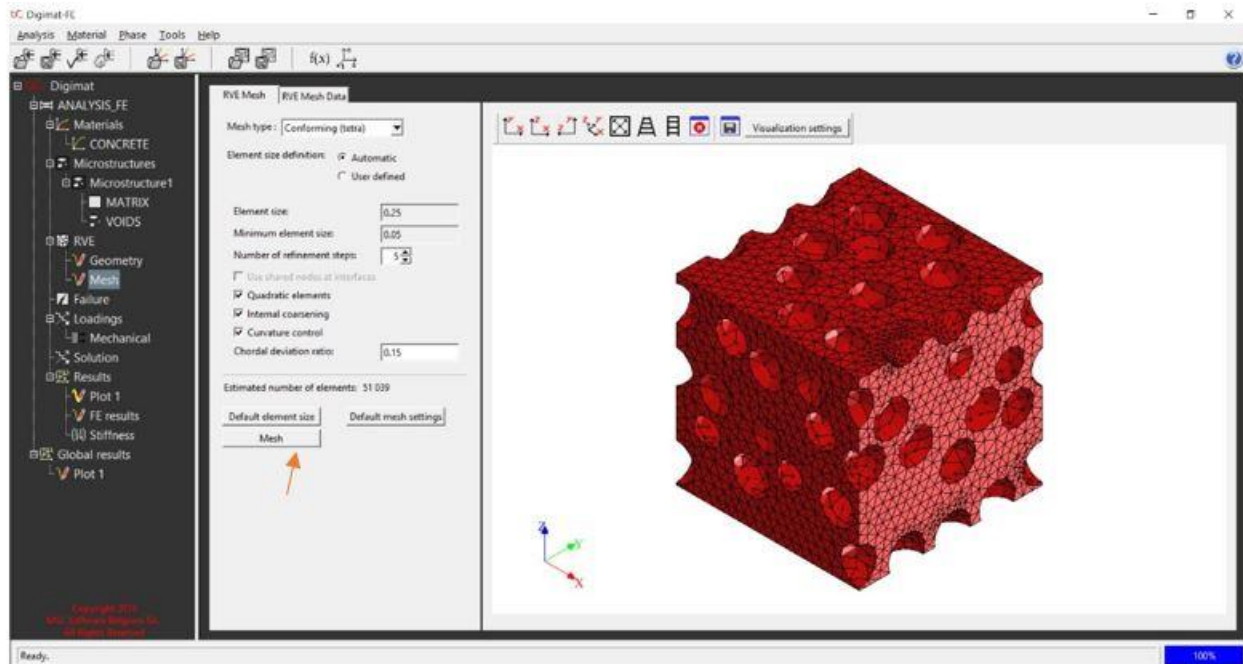 Digimat-FE
Analysis Material Phase Tools Help
f(x)
Digimat
ANALYSIS_FE
Materials
CONCRETE
Microstructures
Microstructure1
MATRIX
VOIDS
RVE
Geometry
Mesh
Failure
Loadings
Mechanical
Solution
Results
Plot 1
FE results
Stiffness
Global results
Plot 1
RVE Mesh RVE Mesh Data
Mesh type : Conforming (tetra)
Element size definition: Automatic
User defined
Element size: 0.25
Minimum element size: 0.05
Number of refinement steps: 5
Use shared nodes at interfaces
Quadratic elements
Internal coarsening
Curvature control
Chordal deviation ratio: 0.15
Estimated number of elements: 51 039
Default element size Default mesh settings
Mesh
Visualization settings
Z
Y
X
All Rights Reserved
Ready. 100%